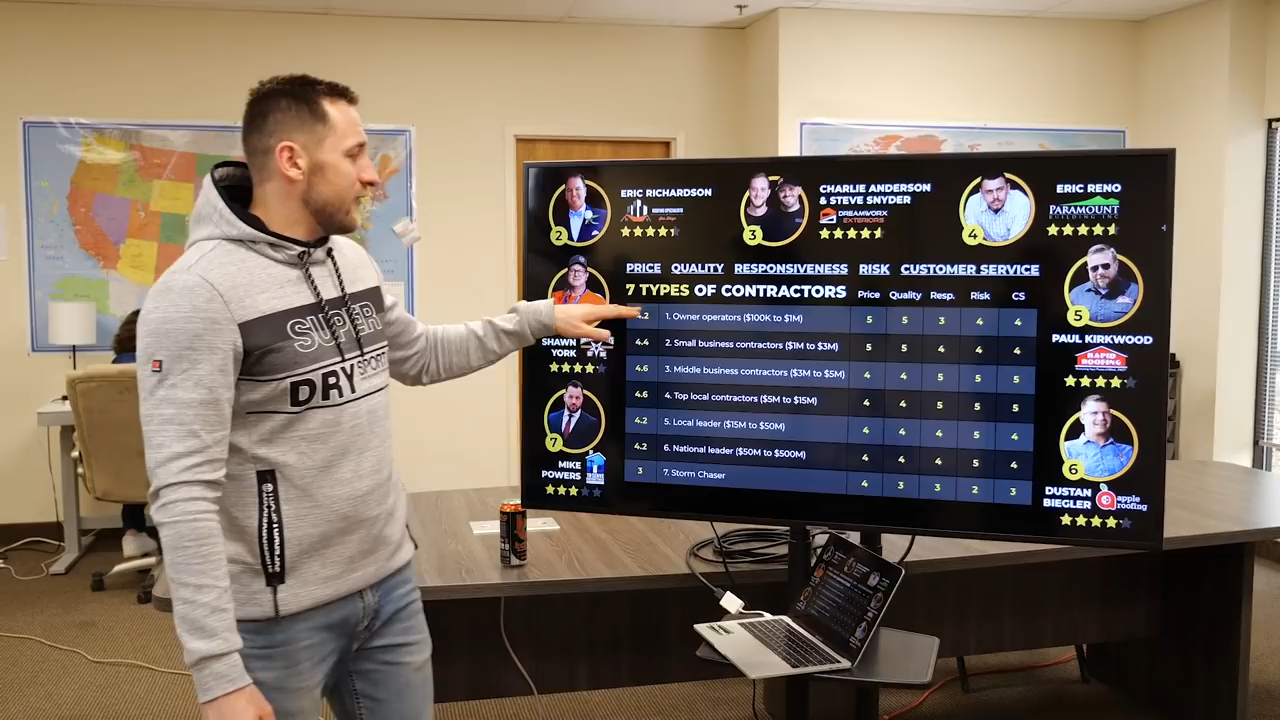 SUPER
DRY SPORT
2
ERIC RICHARDSON
3
CHARLIE ANDERSON
& STEVE SNYDER
DREAMWORX
EXTERIORS
4
ERIC RENO
PARAMOUNT
BUILDING INC
SHAWN
YORK
7
MIKE
POWERS
PRICE QUALITY RESPONSIVENESS RISK CUSTOMER SERVICE
7 TYPES OF CONTRACTORS Price Quality Resp. Risk CS
4.2 1. Owner operators ($100K to $1M) 5 5 3 4 4
4.4 2. Small business contractors ($1M to $3M) 5 5 4 4 4
4.6 3. Middle business contractors ($3M to $5M) 4 4 5 5 5
4.6 4. Top local contractors ($5M to $15M) 4 4 5 5 5
4.2 5. Local leader ($15M to $50M) 4 4 4 5 4
4.2 6. National leader ($50M to $500M) 4 4 4 5 4
3 7. Storm Chaser 4 3 3 2 3
5
PAUL KIRKWOOD
RAPID
ROOFING
6
DUSTAN
BIEGLER
apple
roofing